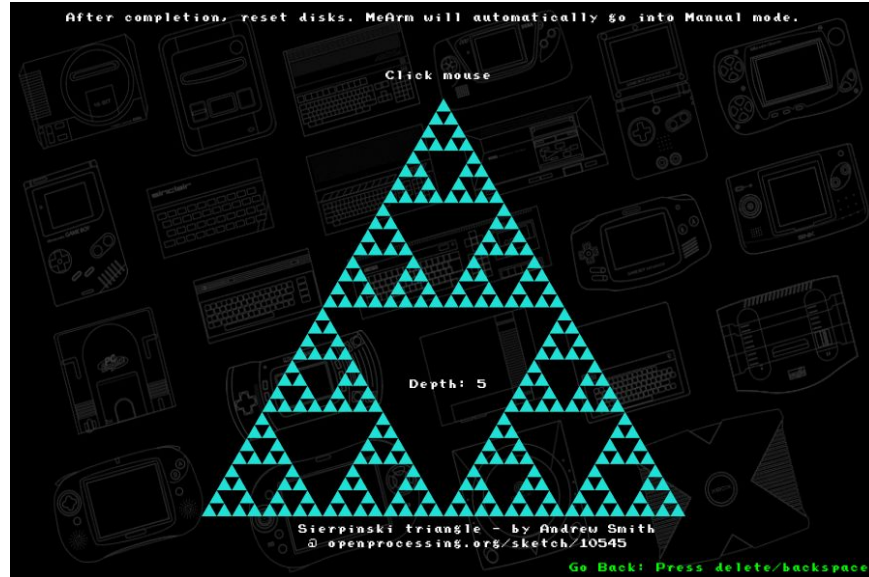 After completion, reset disks. MeArm will automatically go into Manual mode.
Click mouse
sinclair
Depth: 5
Sierpinski triangle - by Andrew Smith
@ openprocessing.org/sketch/10545
Go Back: Press delete/backspace